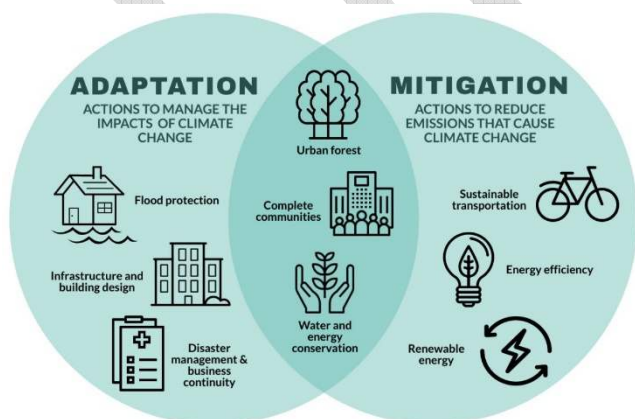 ADAPTATION
ACTIONS TO MANAGE THE
IMPACTS OF CLIMATE
CHANGE
Flood protection
Infrastructure and
building design
Disaster
management &
business
continuity
Urban forest
Complete
communities
Water and
energy
conservation
MITIGATION
ACTIONS TO REDUCE
EMISSIONS THAT CAUSE
CLIMATE CHANGE
Sustainable
transportation
Energy efficiency
Renewable
energy